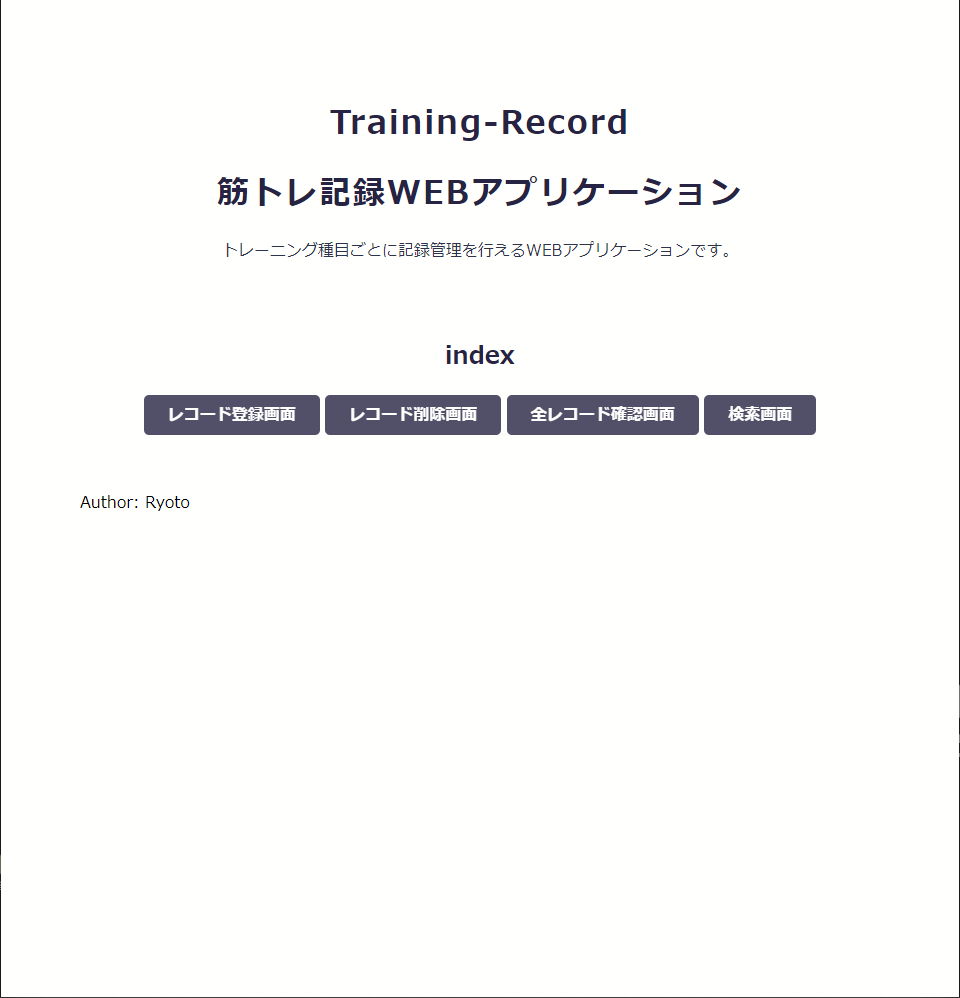 Training-Record
筋トレ記録WEBアプリケーション
トレーニング種目ごとに記録管理を行えるWEBアプリケーションです。
index
レコード登録画面 レコード削除画面 全レコード確認画面 検索画面
Author: Ryoto